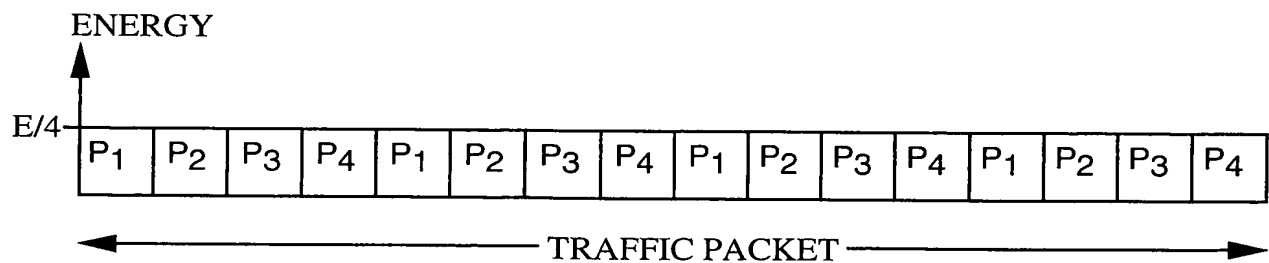 ENERGY
E/4
P1 P2 P3 P4 P1 P2 P3 P4 P1 P2 P3 P4 P1 P2 P3 P4
TRAFFIC PACKET